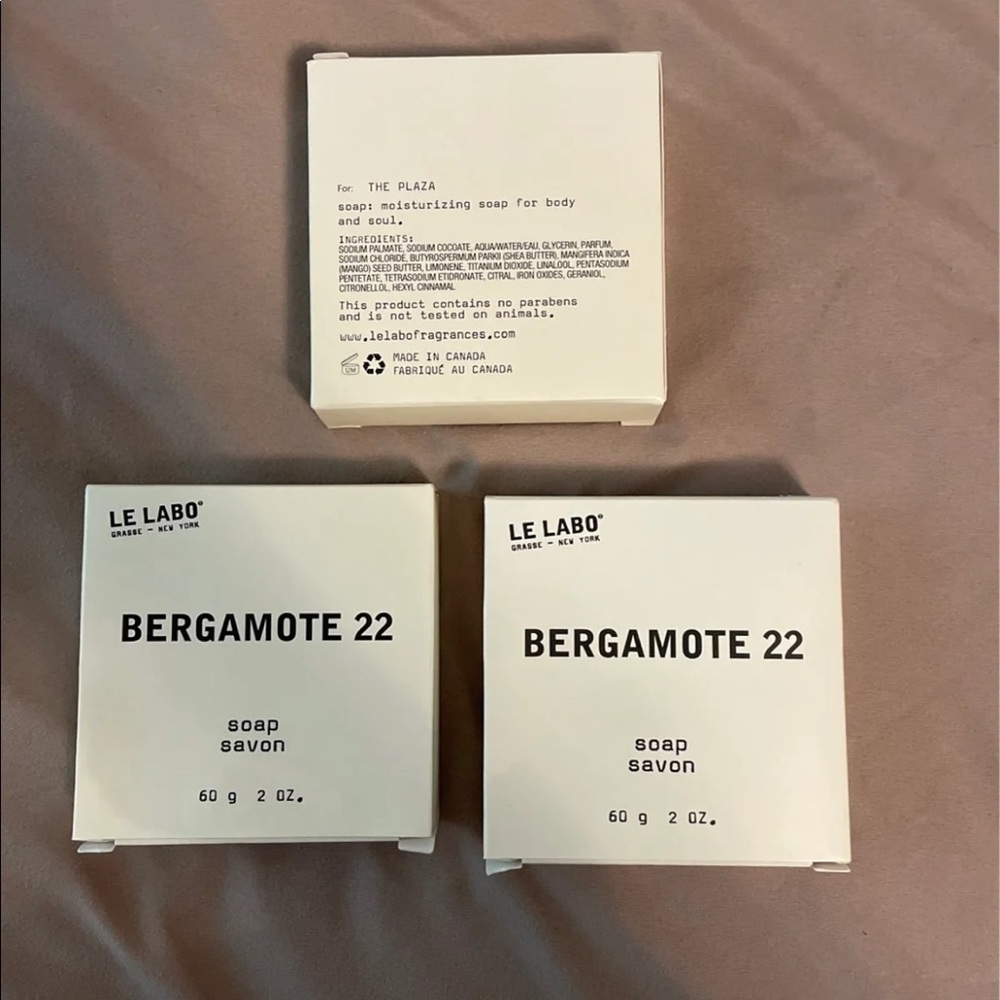 For: THE PLAZA
soap: moisturizing soap for body
and soul.
INGREDIENTS:
SODIUM PALMATE, SODIUM COCOATE, AQUA/WATER/EAU, GLYCERIN, PARFUM,
SODIUM CHLORIDE, BUTYROSPERMUM PARKII (SHEA BUTTER), MANGIFERA INDICA
(MANGO) SEED BUTTER, LIMONENE, TITANIUM DIOXIDE, LINALOOL, PENTASODIUM
PENTETATE, TETRASODIUM ETIDRONATE, CITRAL, IRON OXIDES, GERANIOL,
CITRONELLOL, HEXYL CINNAMAL
This product contains no parabens
and is not tested on animals.
www.lelabofragrances.com
12M
MADE IN CANADA
FABRIQUÉ AU CANADA
LE LABO
GRASSE - NEW YORK
BERGAMOTE 22
soap
savon
60 g 2 OZ.
LE LABO
GRASSE - NEW YORK
BERGAMOTE 22
soap
savon
60 g 2 OZ.